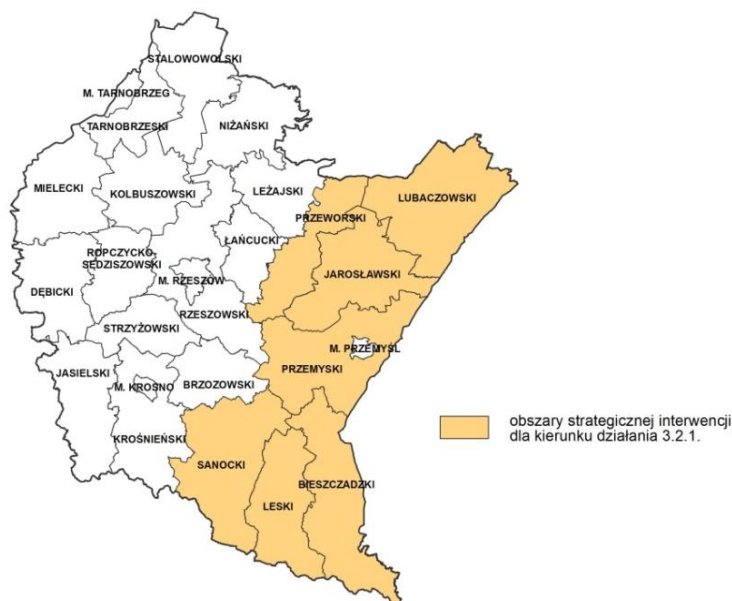 STALOWOWOLSKI
M. TARNOBRZEG
TARNOBRZESKI
NIŻAŃSKI
MIELECKI
KOLBUSZOWSKI
LEŻAJSKI
LUBACZOWSKI
PRZEWORSKI
ŁAŃCUCKI
ROPCZYCKO-
SĘDZISZOWSKI
JAROSŁAWSKI
M. RZESZÓW
DĘBICKI
RZESZOWSKI
STRZYŻOWSKI
M. PRZEMYŚL
PRZEMYSKI
JASIELSKI
M. KROSNO
BRZOZOWSKI
obszary strategicznej interwencji
dla kierunku działania 3.2.1.
KROŚNIEŃSKI
SANOCKI
BIESZCZADZKI
LESKI